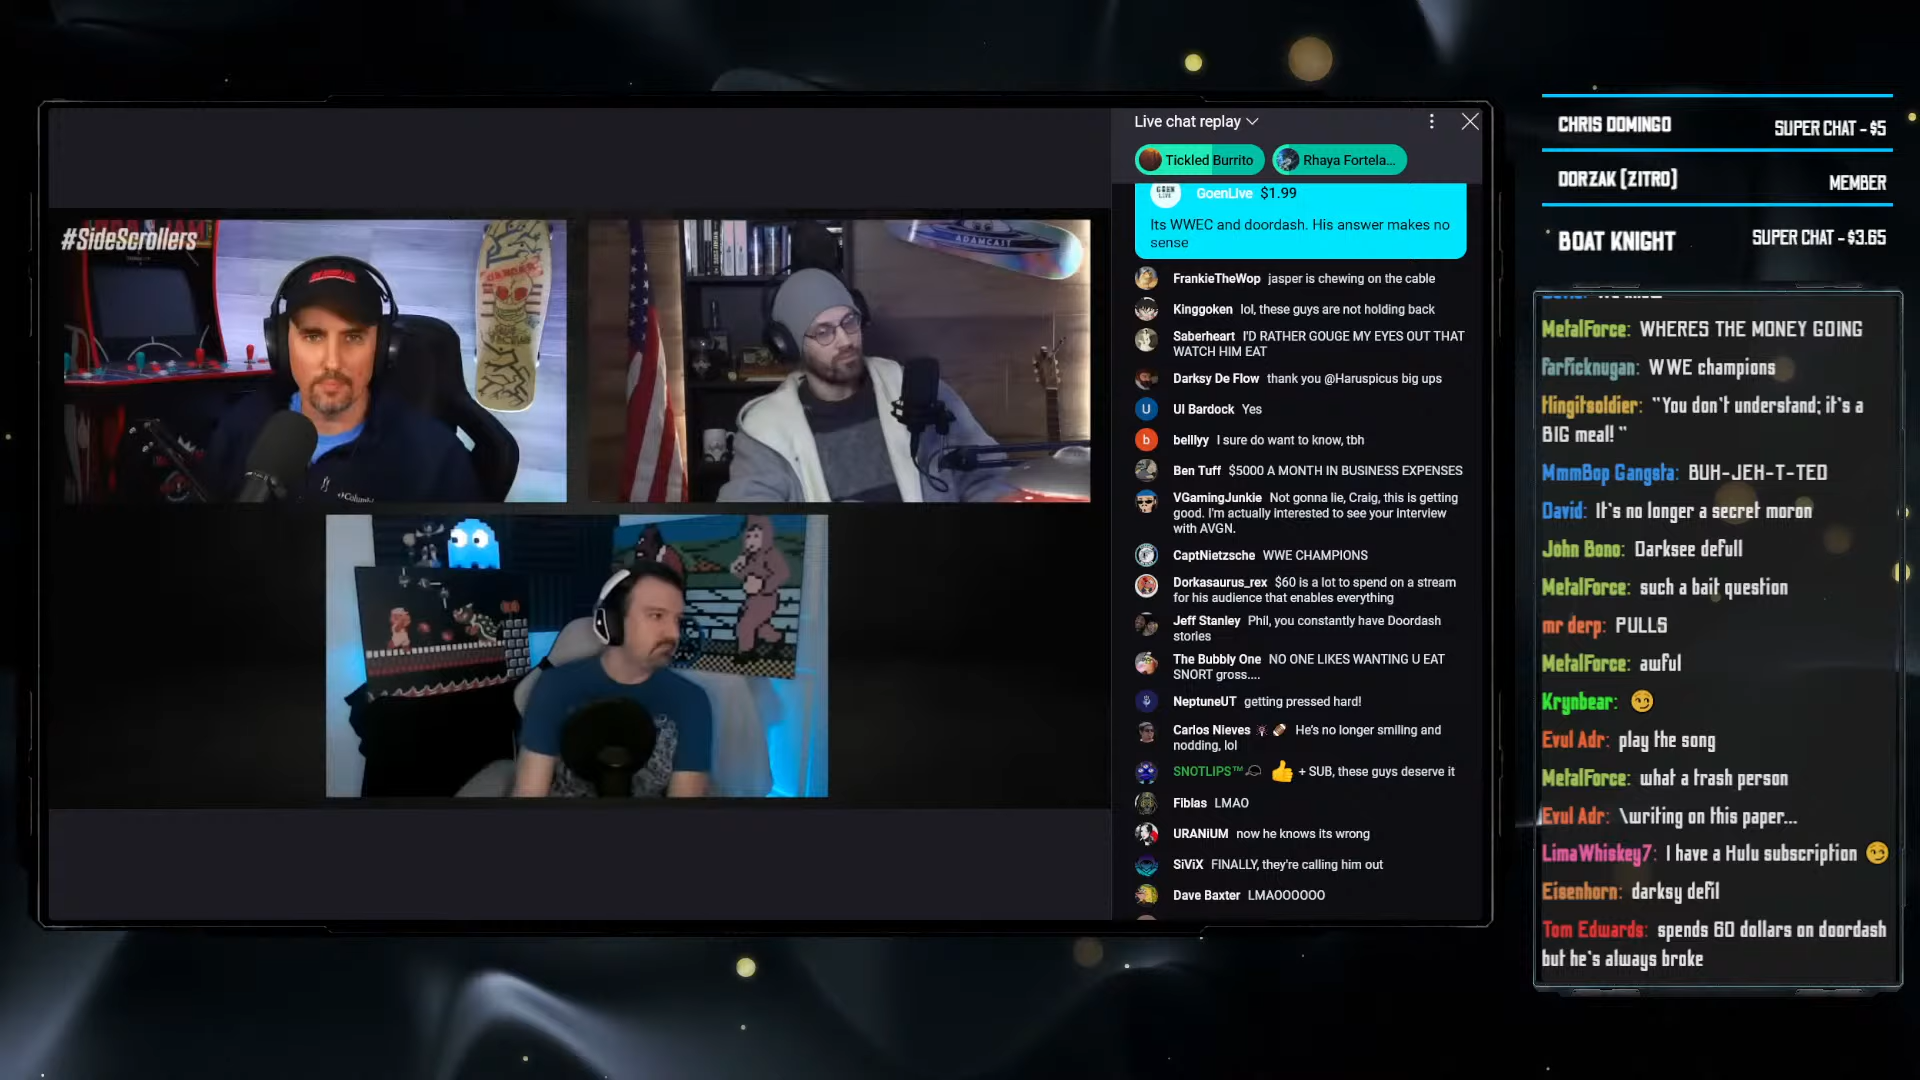 #SideScrollers
ADAMCAIT
Columbia
Live chat replay
Tickled Burrito
Rhaya Fortela...
GoenLive $1.99
Its WWEC and doordash. His answer makes no
sense
FrankieTheWop jasper is chewing on the cable
Kinggoken lol, these guys are not holding back
Saberheart I'D RATHER GOUGE MY EYES OUT THAT
WATCH HIM EAT
Darksy De Flow thank you @Haruspicus big ups
U
Ul Bardock Yes
b
beillyy I sure do want to know, tbh
Ben Tuff $5000 A MONTH IN BUSINESS EXPENSES
VGamingJunkie Not gonna lie, Craig, this is getting
good. I'm actually interested to see your interview
with AVGN.
CaptNietzsche WWE CHAMPIONS
Dorkasaurus_rex $60 is a lot to spend on a stream
for his audience that enables everything
Jeff Stanley Phil, you constantly have Doordash
stories
The Bubbly One NO ONE LIKES WANTING U EAT
SNORT gross....
NeptuneUT getting pressed hard!
Carlos Nieves 🏈 He's no longer smiling and
nodding, lol
SNOTLIPS™ 👍 + SUB, these guys deserve it
Fiblas LMAO
URANiUM now he knows its wrong
SiViX FINALLY, they're calling him out
Dave Baxter LMAOOOOOO
CHRIS DOMINGO
SUPER CHAT - $5
DORZAK [ZITRO]
MEMBER
BOAT KNIGHT
SUPER CHAT - $3.65
MetalForce: WHERES THE MONEY GOING
farficknugan: WWE champions
Hingitsoldier: "You don't understand; it's a
BIG meal! "
MmmBop Gangsta: BUH-JEH-T-TED
David: It's no longer a secret moron
John Bono: Darksee defull
MetalForce: such a bait question
mr derp: PULLS
MetalForce: awful
Krynbear: 😏
Evul Adr: play the song
MetalForce: what a trash person
Evul Adr: \writing on this paper...
LimaWhiskey7: I have a Hulu subscription 😏
Eisenhorn: darksy defil
Tom Edwards: spends 60 dollars on doordash
but he's always broke